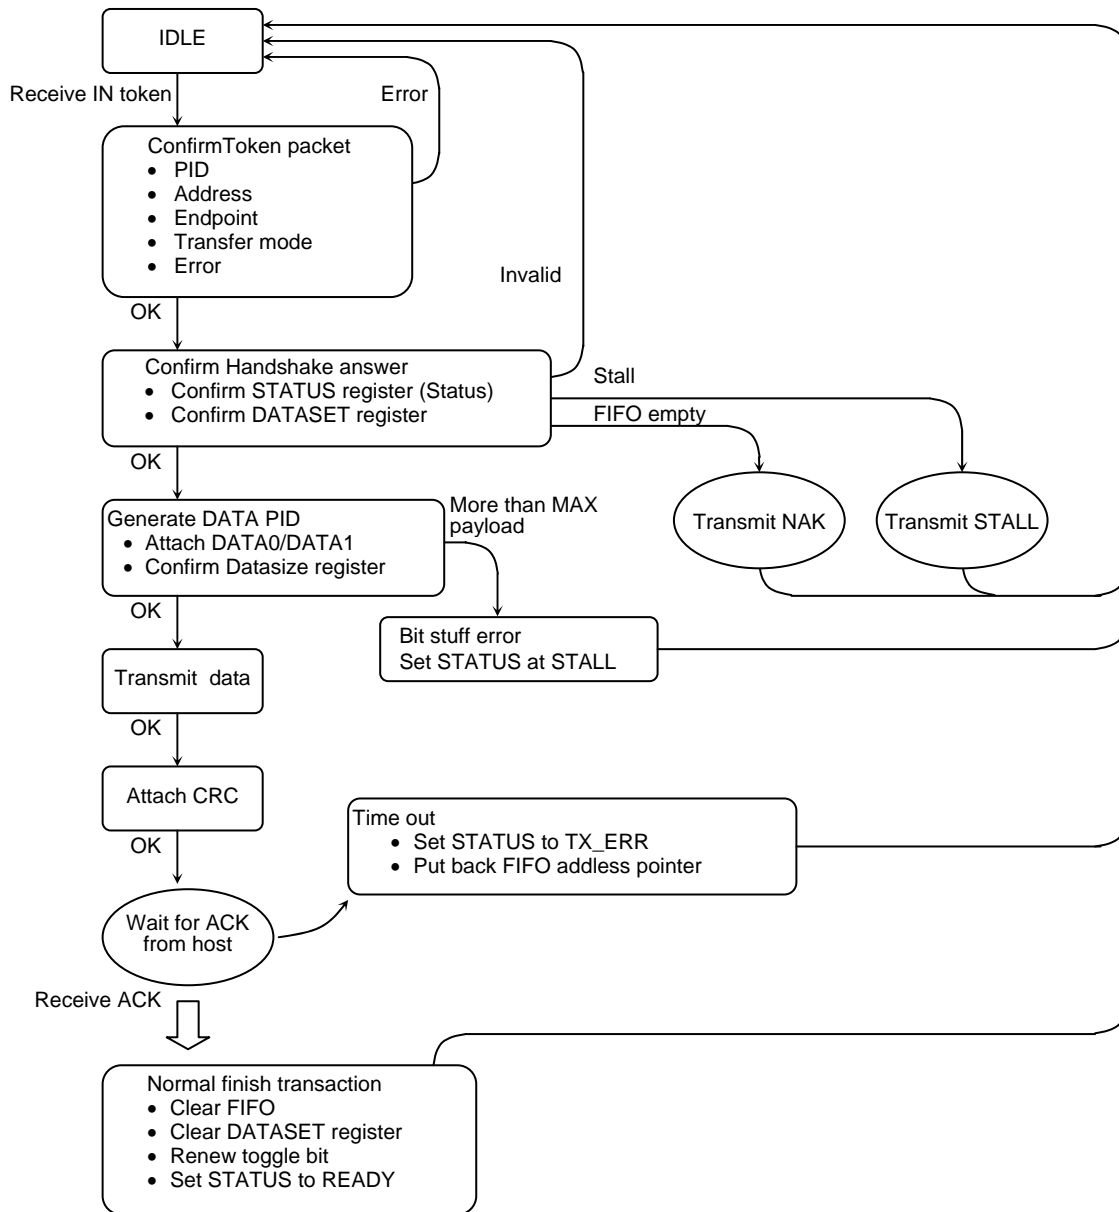 IDLE
Receive IN token
Error
ConfirmToken packet
• PID
• Address
• Endpoint
• Transfer mode
• Error
Invalid
OK
Confirm Handshake answer
• Confirm STATUS register (Status)
• Confirm DATASET register
Stall
FIFO empty
OK
Transmit NAK
Transmit STALL
Generate DATA PID
• Attach DATA0/DATA1
• Confirm Datasize register
More than MAX
payload
OK
Bit stuff error
Set STATUS at STALL
Transmit data
OK
Attach CRC
OK
Time out
• Set STATUS to TX_ERR
• Put back FIFO addless pointer
Wait for ACK
from host
Receive ACK
Normal finish transaction
• Clear FIFO
• Clear DATASET register
• Renew toggle bit
• Set STATUS to READY